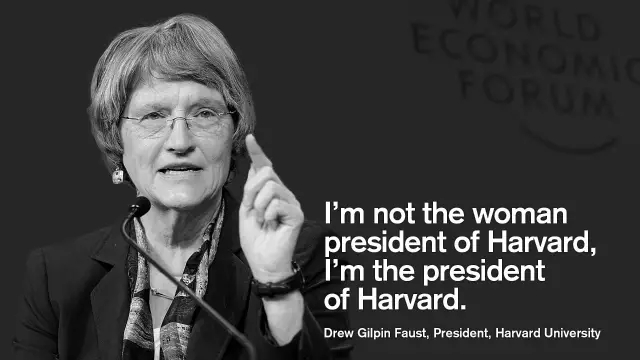 WORLD
ECONOMIC
FORUM
I'm not the woman
president of Harvard,
I'm the president
of Harvard.
Drew Gilpin Faust, President, Harvard University